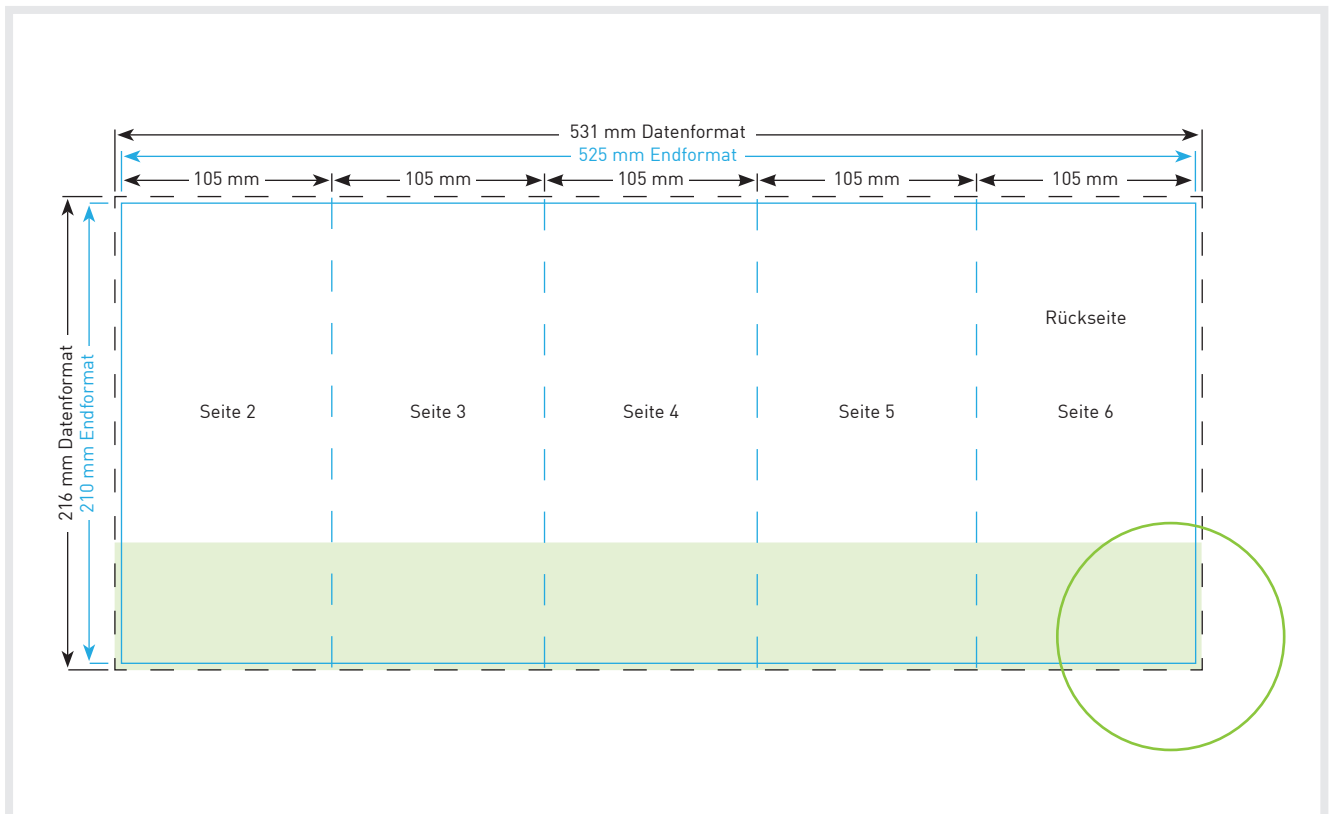 531 mm Datenformat
525 mm Endformat
105 mm 105 mm 105 mm 105 mm 105 mm
216 mm Datenformat
210 mm Endformat
Rückseite
Seite 2 Seite 3 Seite 4 Seite 5 Seite 6